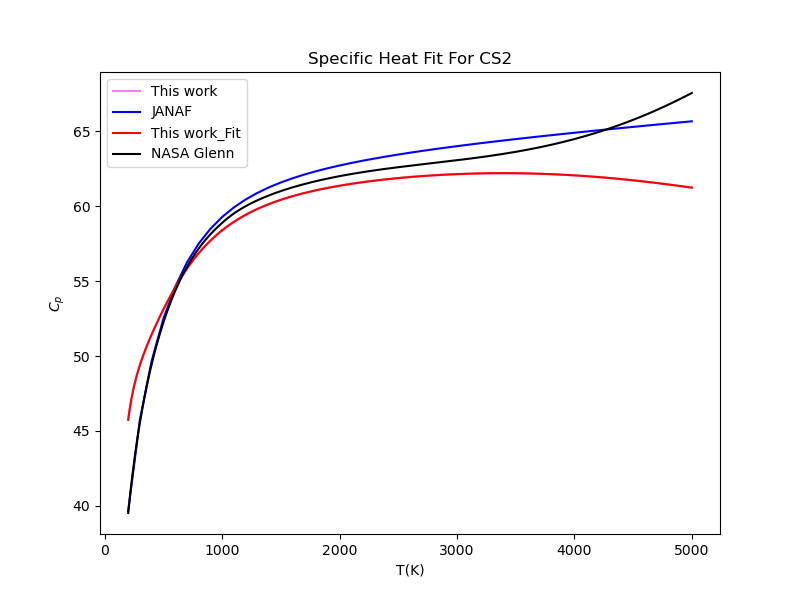 Specific Heat Fit For CS2
This work
JANAF
This work_Fit
NASA Glenn
65
60
55
50
45
40
C_p
0 1000 2000 3000 4000 5000
T(K)